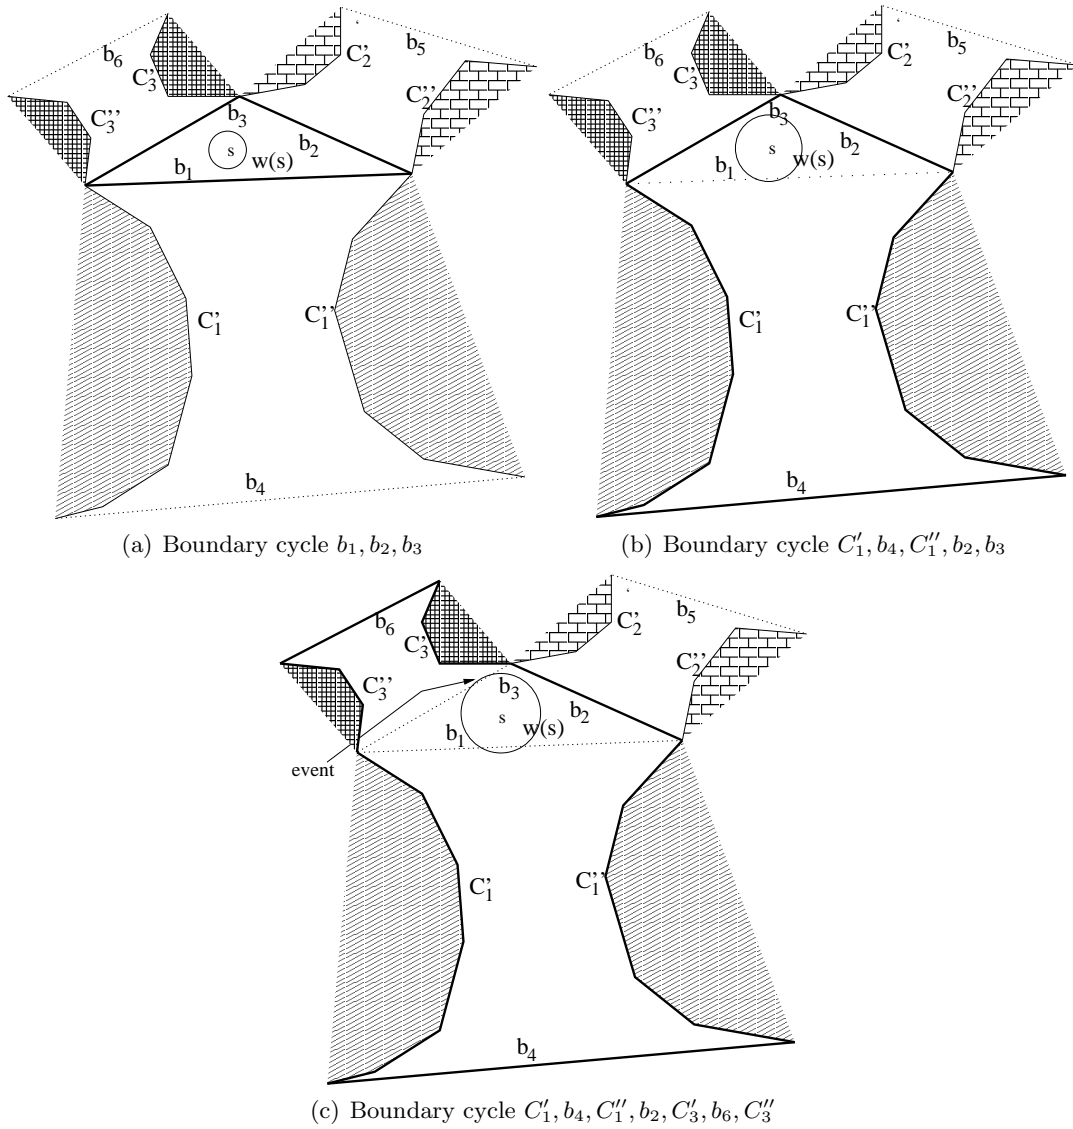 b₆
C₃'
C₂'
b₅
C₃''
C₂''
b₃
s
b₂
w(s)
b₁
C₁'
C₁''
b₄
(a) Boundary cycle b₁, b₂, b₃
b₆
C₃'
C₂'
b₅
C₃''
C₂''
b₃
s
b₂
w(s)
b₁
C₁'
C₁''
b₄
(b) Boundary cycle C₁′, b₄, C₁″, b₂, b₃
b₆
C₃'
C₂'
b₅
C₃''
C₂''
b₃
s
b₂
w(s)
b₁
event
C₁'
C₁''
b₄
(c) Boundary cycle C₁′, b₄, C₁″, b₂, C₃′, b₆, C₃″